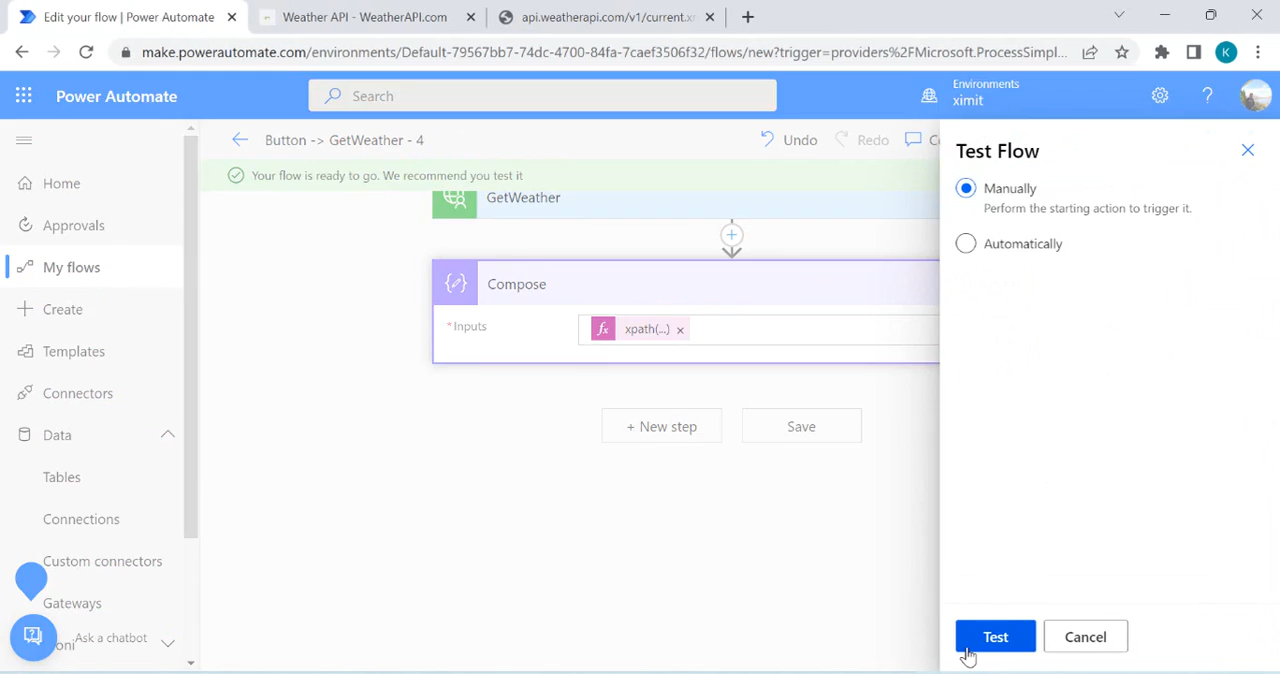 Edit your flow | Power Automate
Weather API - WeatherAPI.com
api.weatherapi.com/v1/current.x
make.powerautomate.com/environments/Default-79567bb7-74dc-4700-84fa-7caef3506f32/flows/new?trigger=providers%2FMicrosoft.ProcessSimpl...
K
Power Automate
Search
Environments
ximit
Button -> GetWeather - 4
Undo
Redo
Your flow is ready to go. We recommend you test it
Home
Approvals
My flows
Create
Templates
Connectors
Data
Tables
Connections
Custom connectors
Gateways
Ask a chatbot
GetWeather
Compose
*Inputs
fx xpath(...) ×
+ New step
Save
Test Flow
Manually
Perform the starting action to trigger it.
Automatically
Test
Cancel